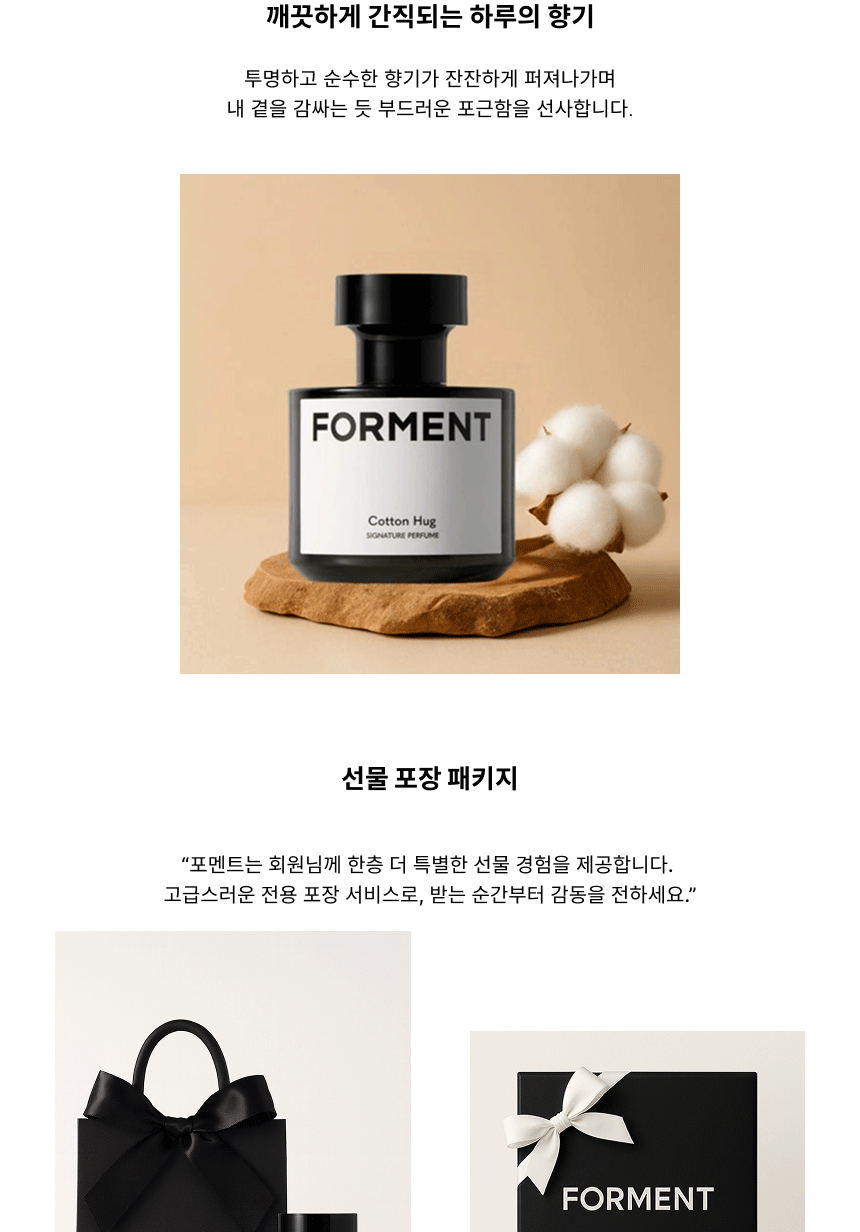 깨끗하게 간직되는 하루의 향기
투명하고 순수한 향기가 잔잔하게 퍼져나가며
내 곁을 감싸는 듯 부드러운 포근함을 선사합니다.
FORMENT
Cotton Hug
SIGNATURE PERFUME
선물 포장 패키지
“포멘트는 회원님께 한층 더 특별한 선물 경험을 제공합니다.
고급스러운 전용 포장 서비스로, 받는 순간부터 감동을 전하세요.”
FORMENT